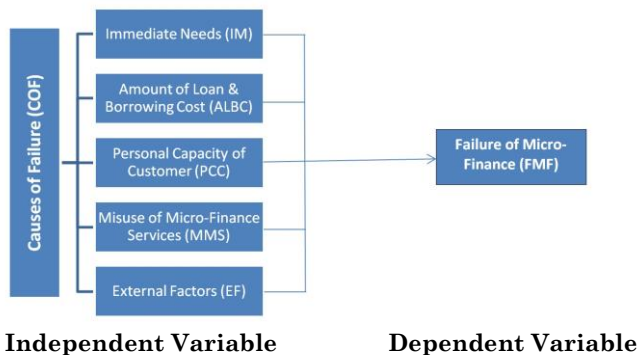 Causes of Failure (COF)
Immediate Needs (IM)
Amount of Loan &
Borrowing Cost (ALBC)
Personal Capacity of
Customer (PCC)
Misuse of Micro-Finance
Services (MMS)
External Factors (EF)
Failure of Micro-
Finance (FMF)
Independent Variable
Dependent Variable